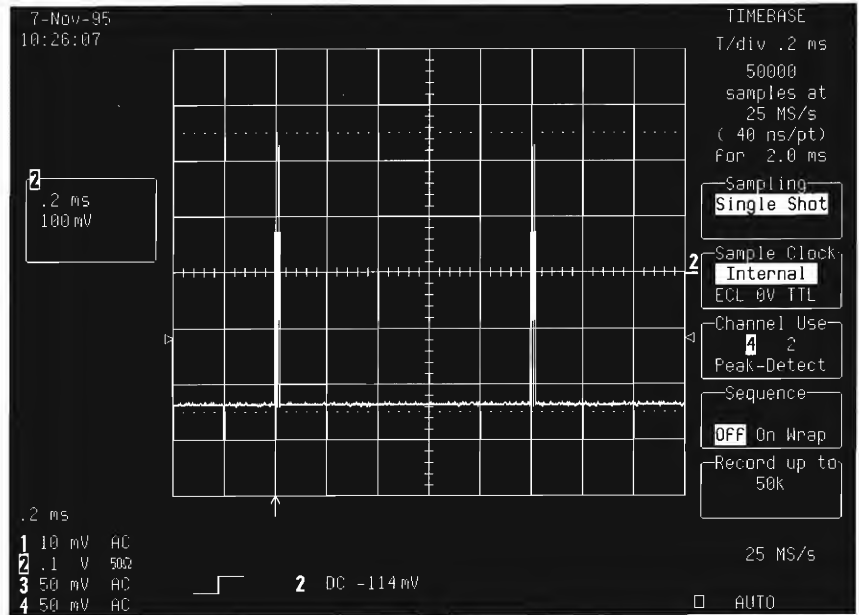 7-Nov-95
10:26:07
2
.2 ms
100 mV
2
TIMEBASE
T/div .2 ms
50000
samples at
25 MS/s
( 40 ns/pt)
For 2.0 ms
Sampling
Single Shot
Sample Clock
Internal
ECL 0V TTL
Channel Use
4 2
Peak-Detect
Sequence
OFF On Wrap
Record up to
50k
.2 ms
1 10 mV AC
2 .1 V 50Ω
3 50 mV AC
4 50 mV AC
2 DC -114 mV
25 MS/s
AUTO